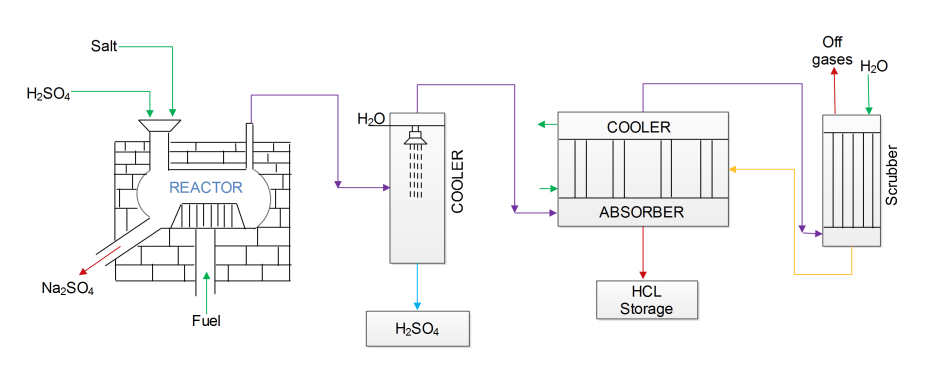 Salt
H₂SO₄
REACTOR
Na₂SO₄
Fuel
H₂O
COOLER
H₂SO₄
COOLER
ABSORBER
HCL
Storage
Off
gases
H₂O
Scrubber